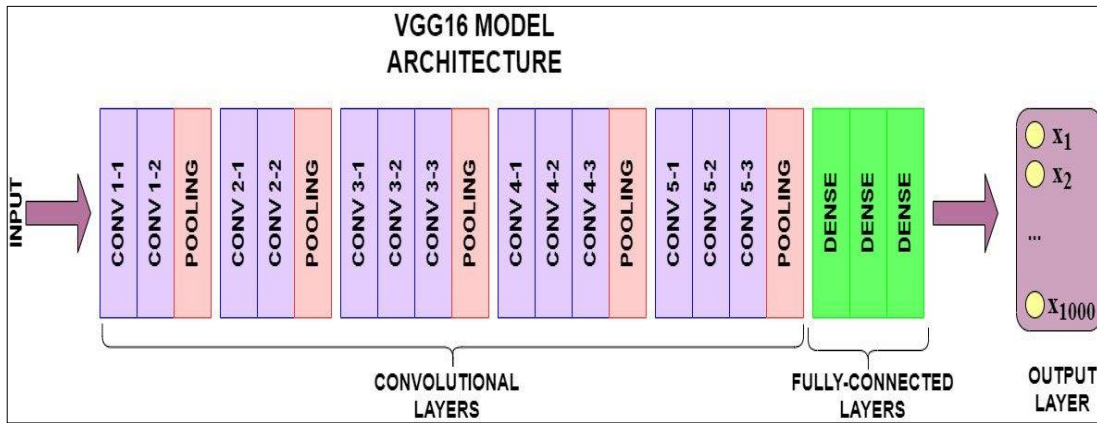 VGG16 MODEL
ARCHITECTURE
INPUT
CONV 1-1
CONV 1-2
POOLING
CONV 2-1
CONV 2-2
POOLING
CONV 3-1
CONV 3-2
CONV 3-3
POOLING
CONV 4-1
CONV 4-2
CONV 4-3
POOLING
CONV 5-1
CONV 5-2
CONV 5-3
POOLING
DENSE
DENSE
DENSE
x1
x2
...
x1000
CONVOLUTIONAL
LAYERS
FULLY-CONNECTED
LAYERS
OUTPUT
LAYER